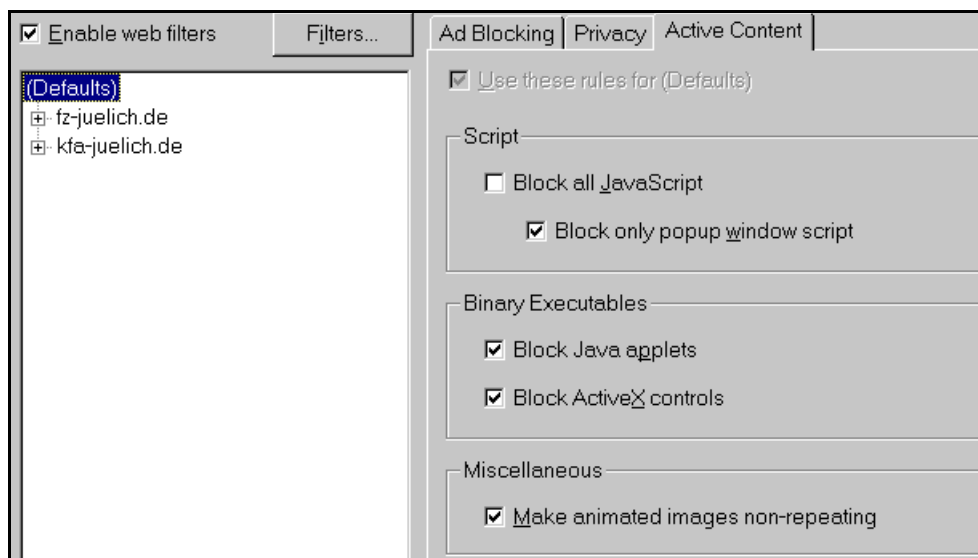 Enable web filters
Filters...
(Defaults)
fz-juelich.de
kfa-juelich.de
Ad Blocking
Privacy
Active Content
Use these rules for (Defaults)
Script
Block all JavaScript
Block only popup window script
Binary Executables
Block Java applets
Block ActiveX controls
Miscellaneous
Make animated images non-repeating